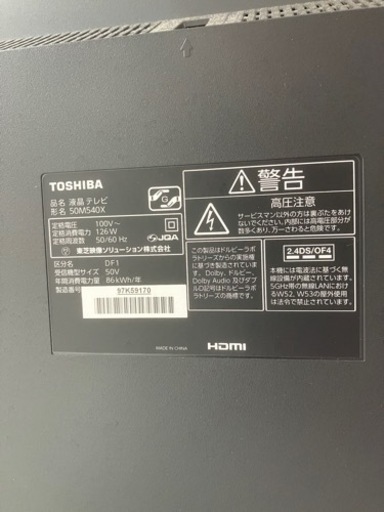 TOSHIBA
品名 液晶テレビ
形名 50M540X
定格電圧 100V~
定格消費電力 126W
定格周波数 50/60 Hz
JQA
東芝映像ソリューション株式会社
区分名 DF1
受信機型サイズ 50V
年間消費電力量 86kWh/年
製造番号
97K59170
MADE IN CHINA
警告
高圧注意
サービスマン以外の方は裏ぶたをあけ
ないでください。内部には高電圧部分が
数多くあり、万一さわると危険です。
この製品はドルビーラボ
ラトリーズからの実施権
に基づき製造されていま
す。Dolby、ドルビー、
Dolby Audio 及びダブ
ルD記号はドルビーラボ
ラトリーズの商標です。
2.4DS/OF4
本機には電波法に基づく無
線設備が内蔵されています。
5GHz帯の無線LANにおけ
るW52、W53の屋外使用
は法令で禁止されています。
HDMI